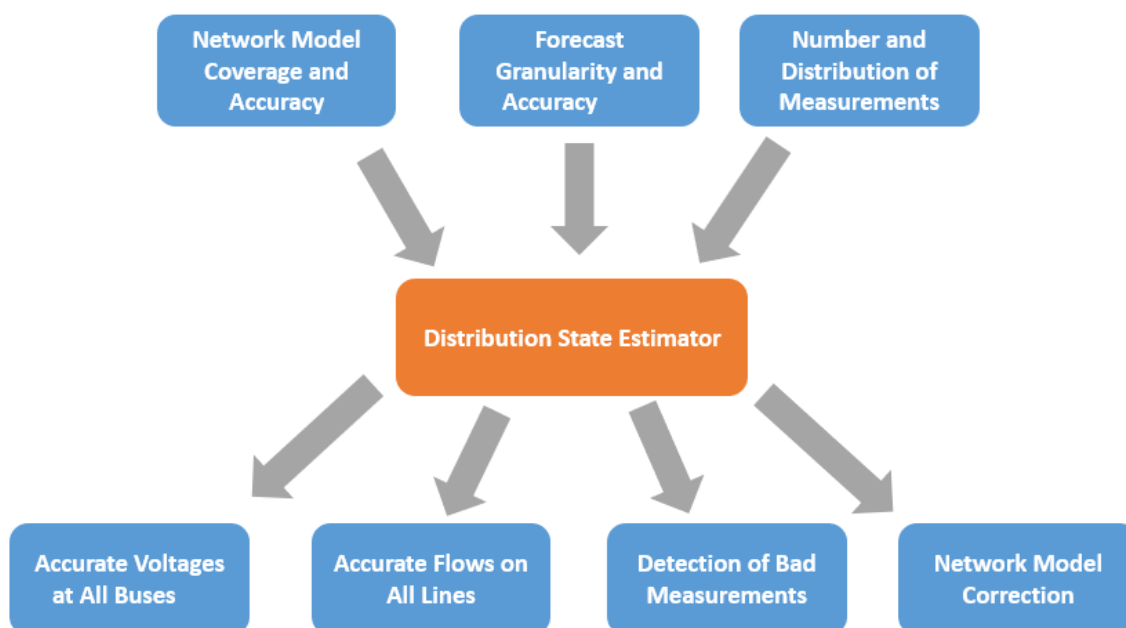 Network Model
Coverage and
Accuracy
Forecast
Granularity and
Accuracy
Number and
Distribution of
Measurements
Distribution State Estimator
Accurate Voltages
at All Buses
Accurate Flows on
All Lines
Detection of Bad
Measurements
Network Model
Correction